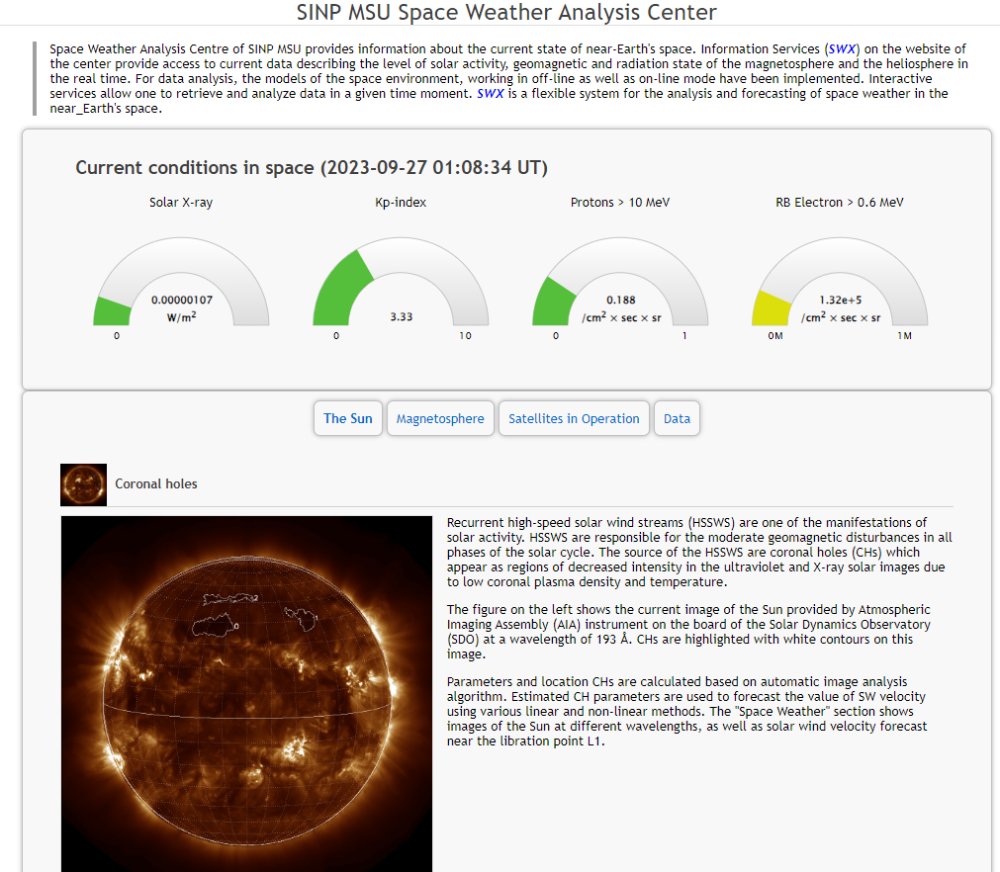 SINP MSU Space Weather Analysis Center
Space Weather Analysis Centre of SINP MSU provides information about the current state of near-Earth's space. Information Services (SWX) on the website of
the center provide access to current data describing the level of solar activity, geomagnetic and radiation state of the magnetosphere and the heliosphere in
the real time. For data analysis, the models of the space environment, working in off-line as well as on-line mode have been implemented. Interactive
services allow one to retrieve and analyze data in a given time moment. SWX is a flexible system for the analysis and forecasting of space weather in the
near_Earth's space.
Current conditions in space (2023-09-27 01:08:34 UT)
Solar X-ray
0.00000107
W/m²
0
Kp-index
3.33
0 10
Protons > 10 MeV
0.188
/cm² × sec × sr
0 1
RB Electron > 0.6 MeV
1.32e+5
/cm² × sec × sr
0M 1M
The Sun Magnetosphere Satellites in Operation Data
Coronal holes
2
1
0
Recurrent high-speed solar wind streams (HSSWS) are one of the manifestations of
solar activity. HSSWS are responsible for the moderate geomagnetic disturbances in all
phases of the solar cycle. The source of the HSSWS are coronal holes (CHs) which
appear as regions of decreased intensity in the ultraviolet and X-ray solar images due
to low coronal plasma density and temperature.
The figure on the left shows the current image of the Sun provided by Atmospheric
Imaging Assembly (AIA) instrument on the board of the Solar Dynamics Observatory
(SDO) at a wavelength of 193 Å. CHs are highlighted with white contours on this
image.
Parameters and location CHs are calculated based on automatic image analysis
algorithm. Estimated CH parameters are used to forecast the value of SW velocity
using various linear and non-linear methods. The "Space Weather" section shows
images of the Sun at different wavelengths, as well as solar wind velocity forecast
near the libration point L1.